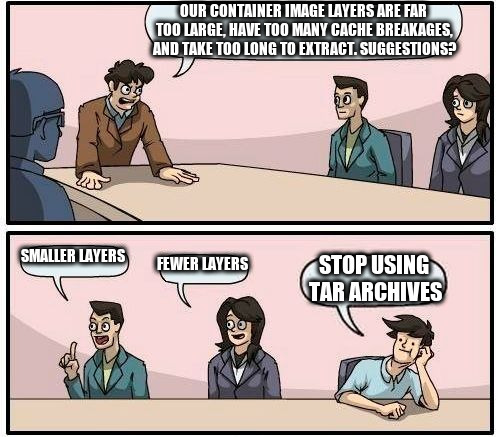 OUR CONTAINER IMAGE LAYERS ARE FAR
TOO LARGE, HAVE TOO MANY CACHE BREAKAGES,
AND TAKE TOO LONG TO EXTRACT. SUGGESTIONS?
SMALLER LAYERS
FEWER LAYERS
STOP USING
TAR ARCHIVES